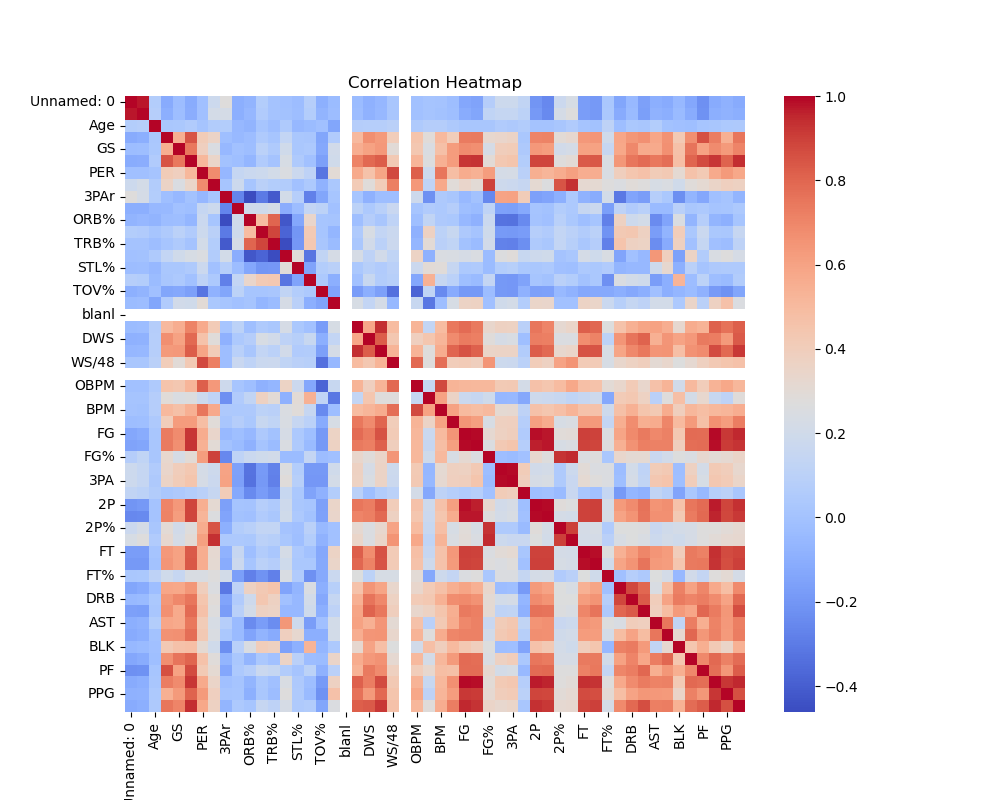 Correlation Heatmap
Unnamed: 0
Age
GS
PER
3PAr
ORB%
TRB%
STL%
TOV%
blanl
DWS
WS/48
OBPM
BPM
FG
FG%
3PA
2P
2P%
FT
FT%
DRB
AST
BLK
PF
PPG
1.0
0.8
0.6
0.4
0.2
0.0
−0.2
−0.4
Unnamed: 0
Age
GS
PER
3PAr
ORB%
TRB%
STL%
TOV%
blanl
DWS
WS/48
OBPM
BPM
FG
FG%
3PA
2P
2P%
FT
FT%
DRB
AST
BLK
PF
PPG